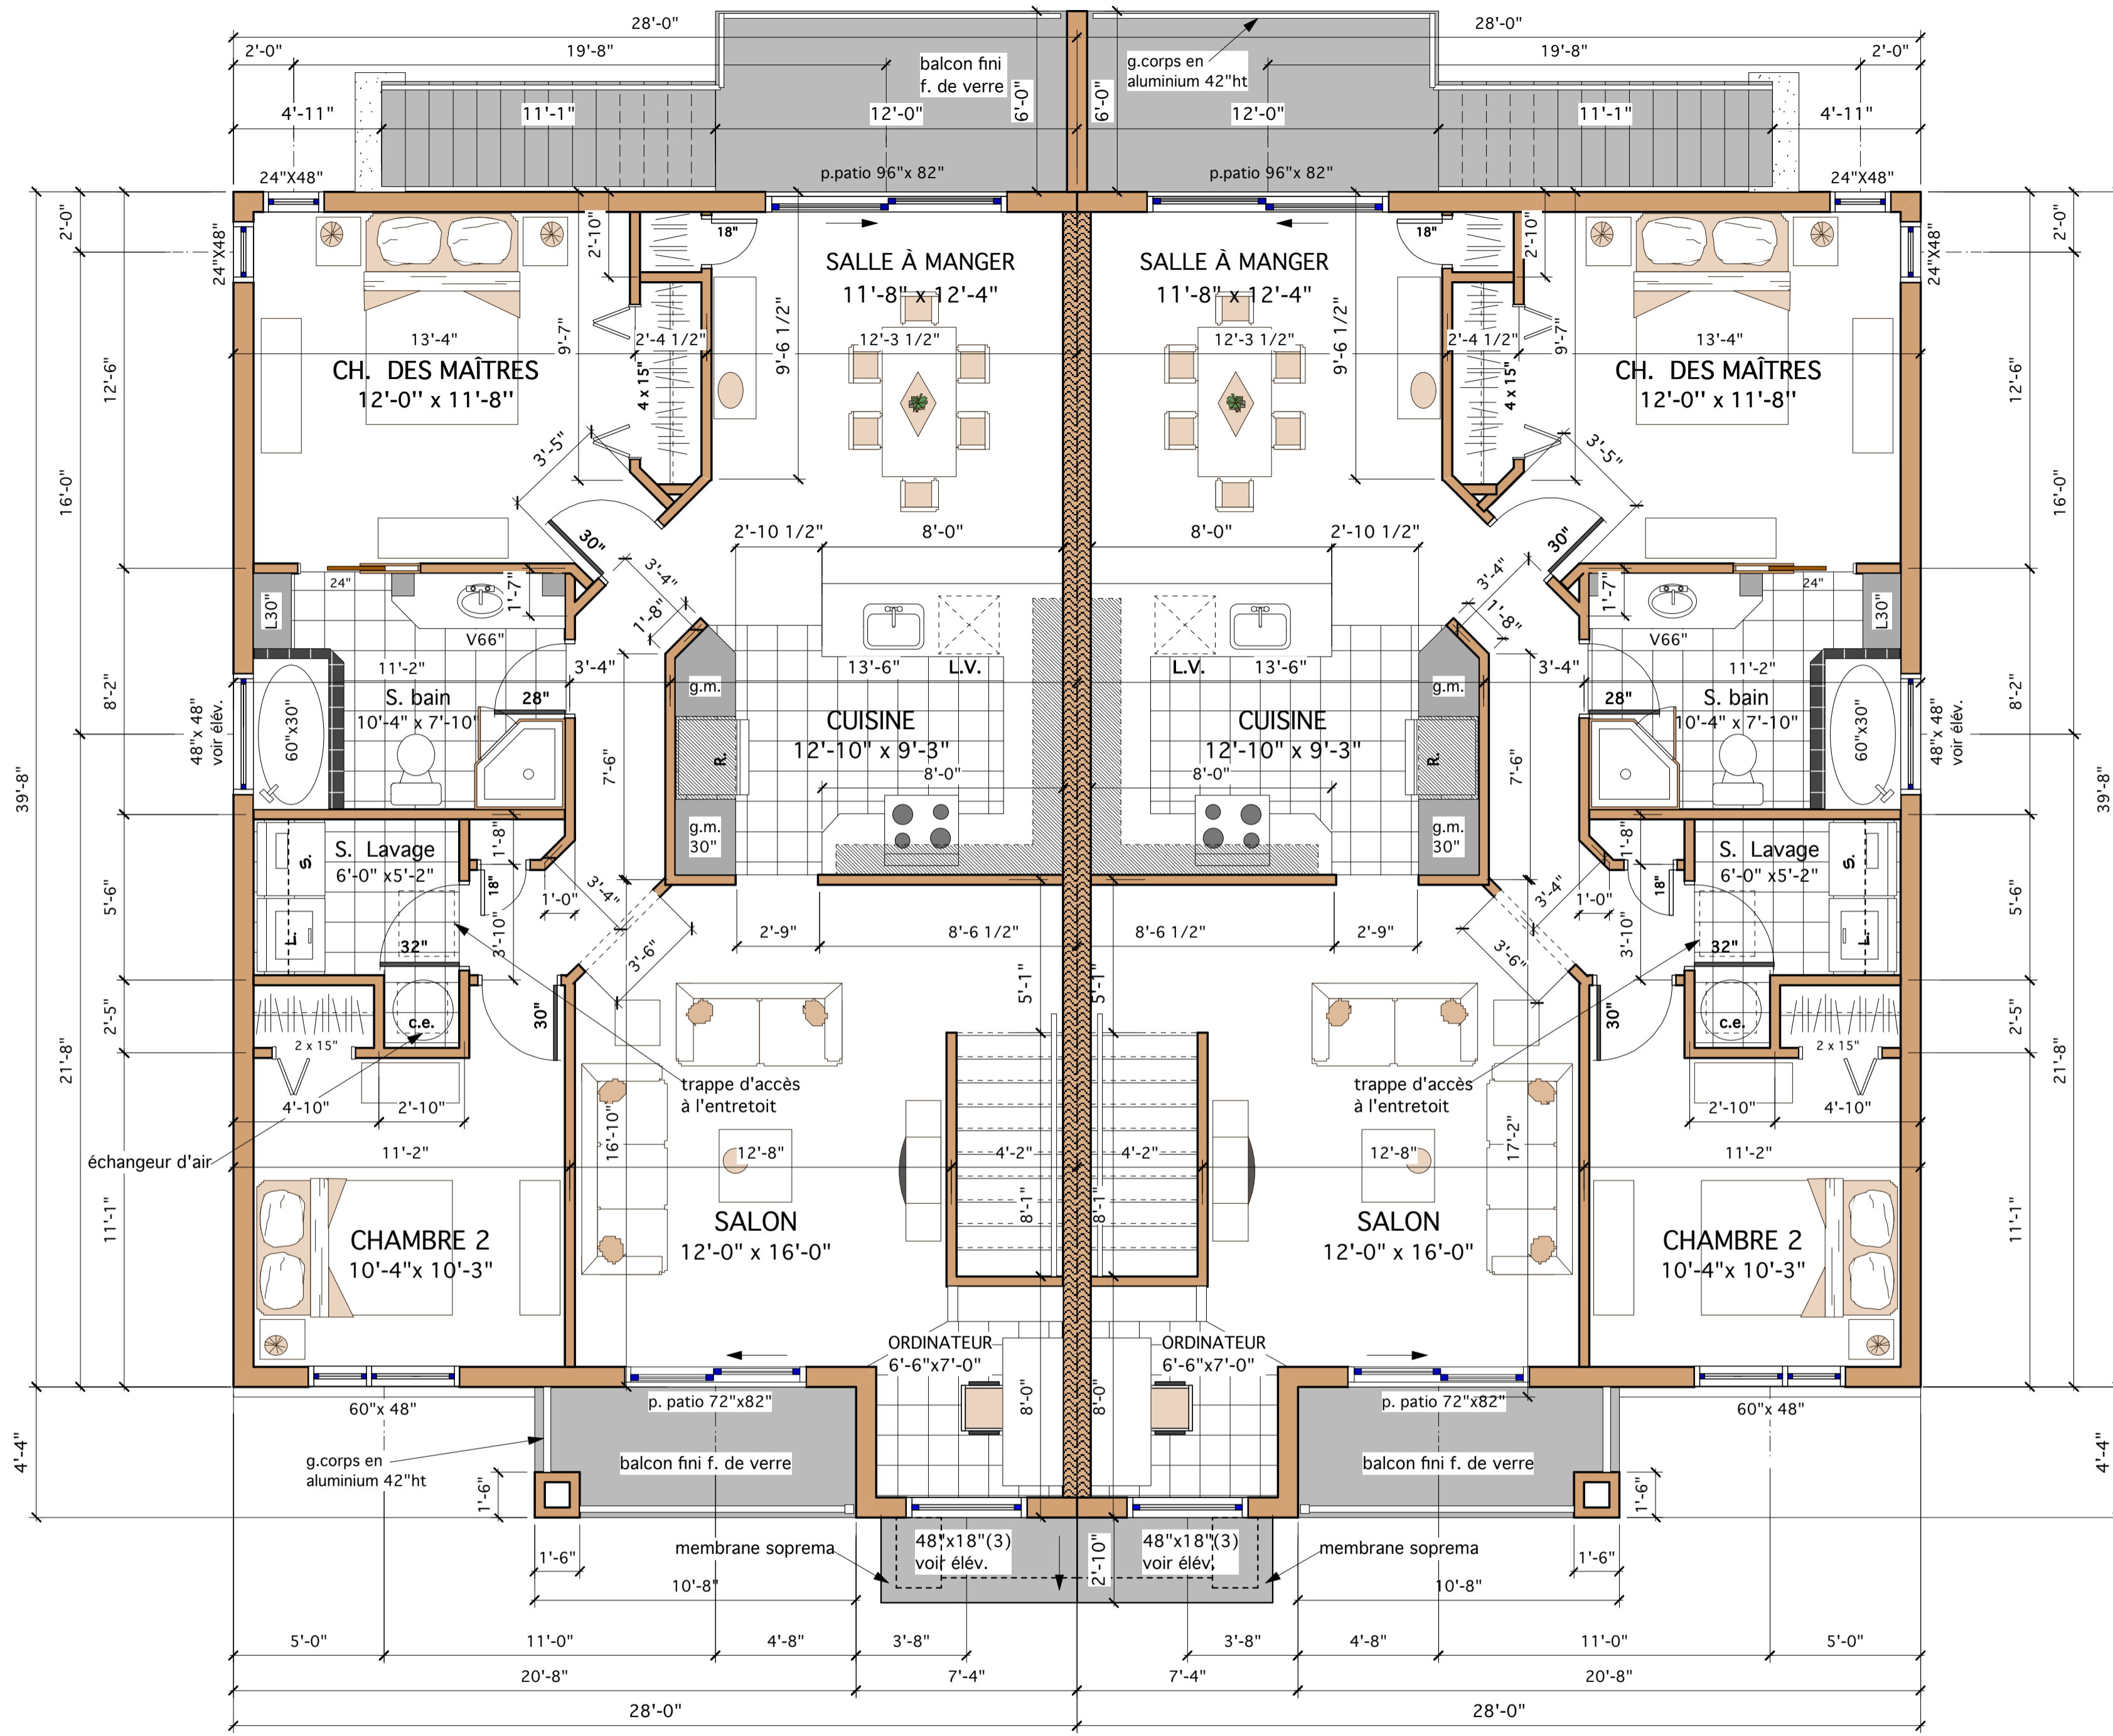 28'-0"
28'-0"
2'-0"
19'-8"
19'-8"
2'-0"
balcon fini
f. de verre
g.corps en
aluminium 42"ht
6'-0"
6'-0"
4'-11"
11'-1"
12'-0"
12'-0"
11'-1"
4'-11"
24"X48"
p.patio 96"x 82"
p.patio 96"x 82"
24"X48"
2'-0"
24"X48"
2'-10"
18"
18"
2'-10"
24"X48"
2'-0"
SALLE À MANGER
11'-8" x 12'-4"
SALLE À MANGER
11'-8" x 12'-4"
13'-4"
9'-7"
2'-4 1/2"
9'-6 1/2"
12'-3 1/2"
12'-3 1/2"
9'-6 1/2"
2'-4 1/2"
9'-7"
13'-4"
CH. DES MAÎTRES
12'-0'' x 11'-8''
4 x 15"
4 x 15"
CH. DES MAÎTRES
12'-0'' x 11'-8''
12'-6"
12'-6"
3'-5"
3'-5"
16'-0"
16'-0"
30"
2'-10 1/2"
8'-0"
8'-0"
2'-10 1/2"
30"
24"
1'-7"
3'-4"
3'-4"
1'-7"
24"
L30"
1'-8"
1'-8"
L30"
V66"
V66"
11'-2"
3'-4"
g.m.
13'-6"
L.V.
L.V.
13'-6"
g.m.
3'-4"
11'-2"
8'-2"
S. bain
10'-4" x 7'-10"
28"
28"
S. bain
10'-4" x 7'-10"
8'-2"
48"x 48"
voir élév.
60"x30"
CUISINE
12'-10" x 9'-3"
CUISINE
12'-10" x 9'-3"
60"x30"
48"x 48"
voir élév.
39'-8"
7'-6"
R.
8'-0"
8'-0"
R.
7'-6"
39'-8"
g.m.
30"
g.m.
30"
S.
S. Lavage
6'-0" x5'-2"
1'-8"
1'-8"
S. Lavage
6'-0" x5'-2"
S.
5'-6"
18"
1'-0"
3'-4"
3'-4"
1'-0"
18"
5'-6"
L.
32"
3'-10"
3'-6"
2'-9"
8'-6 1/2"
8'-6 1/2"
2'-9"
3'-6"
3'-10"
32"
L.
5'-1"
5'-1"
2'-5"
c.e.
30"
30"
c.e.
2'-5"
2 x 15"
2 x 15"
21'-8"
trappe d'accès
à l'entretoit
trappe d'accès
à l'entretoit
21'-8"
4'-10"
2'-10"
2'-10"
4'-10"
16'-10"
17'-2"
échangeur d'air
11'-2"
12'-8"
4'-2"
4'-2"
12'-8"
11'-2"
11'-1"
8'-1"
8'-1"
11'-1"
CHAMBRE 2
10'-4"x 10'-3"
SALON
12'-0" x 16'-0"
SALON
12'-0" x 16'-0"
CHAMBRE 2
10'-4"x 10'-3"
ORDINATEUR
6'-6"x7'-0"
ORDINATEUR
6'-6"x7'-0"
60"x 48"
p. patio 72"x82"
8'-0"
8'-0"
p. patio 72"x82"
60"x 48"
4'-4"
4'-4"
g.corps en
aluminium 42"ht
balcon fini f. de verre
balcon fini f. de verre
1'-6"
1'-6"
membrane soprema
48"x18"(3)
voir élév.
2'-10"
48"x18"(3)
voir élév.
membrane soprema
1'-6"
1'-6"
10'-8"
10'-8"
5'-0"
11'-0"
4'-8"
3'-8"
3'-8"
4'-8"
11'-0"
5'-0"
20'-8"
7'-4"
7'-4"
20'-8"
28'-0"
28'-0"